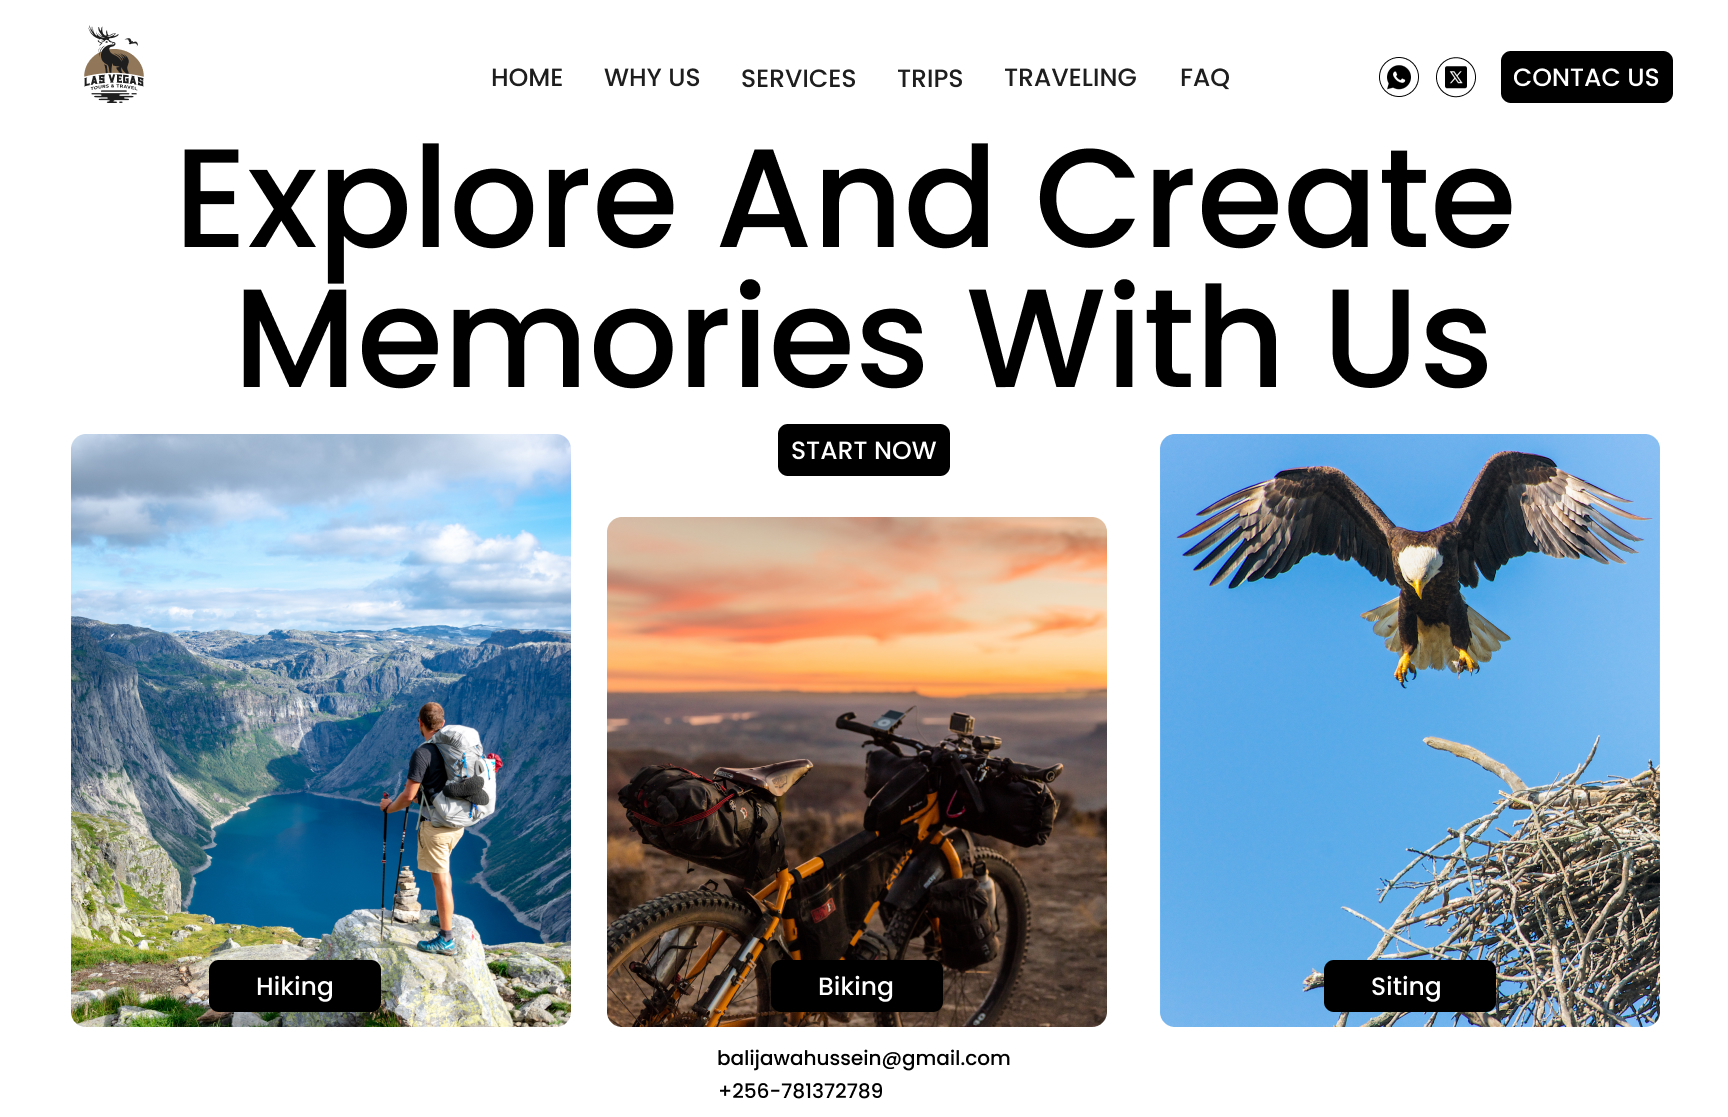 LAS VEGAS
TOURS & TRAVEL
HOME WHY US SERVICES TRIPS TRAVELING FAQ
CONTAC US
Explore And Create
Memories With Us
START NOW
Hiking
Biking
Siting
balijawahussein@gmail.com
+256-781372789